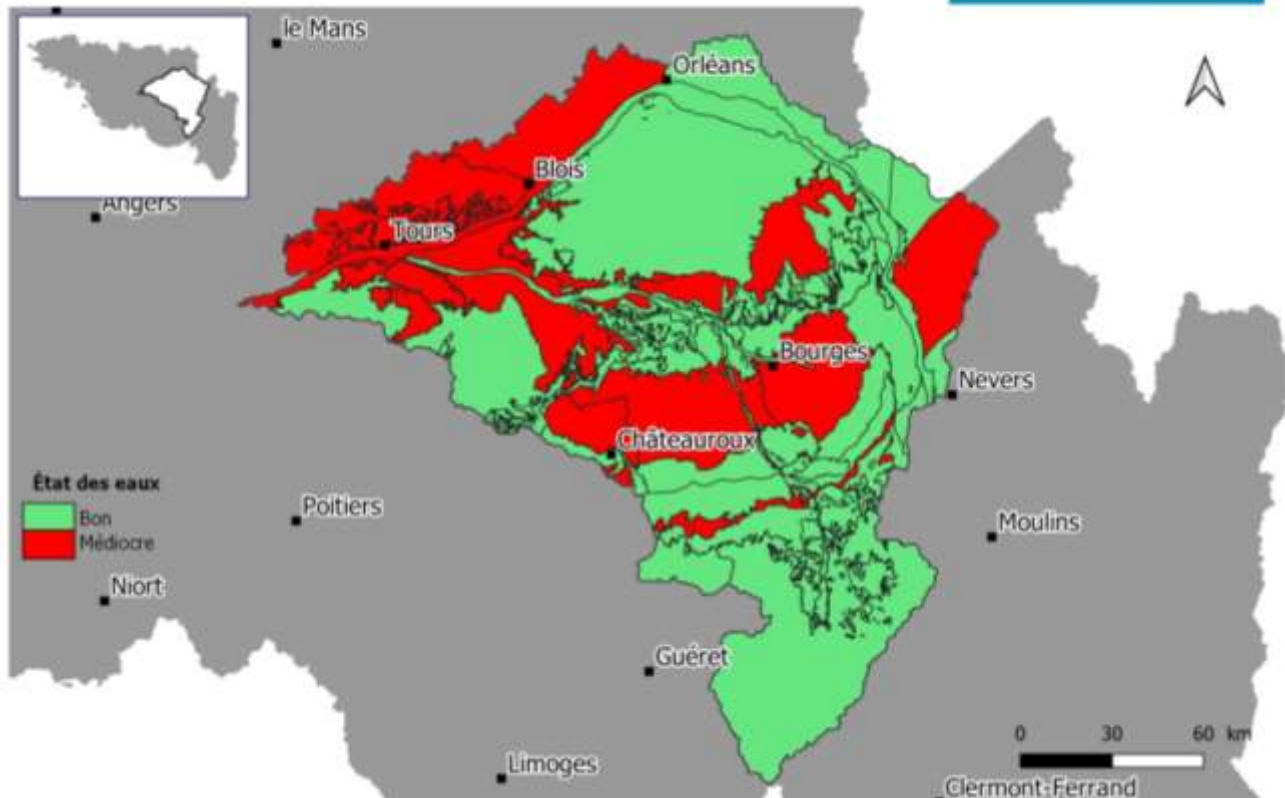 le Mans
Orléans
Blois
Angers
Tours
Bourges
Nevers
Châteauroux
État des eaux
Bon
Médiocre
Poitiers
Moulins
Niort
Guéret
0 30 60 km
Limoges
Clermont-Ferrand